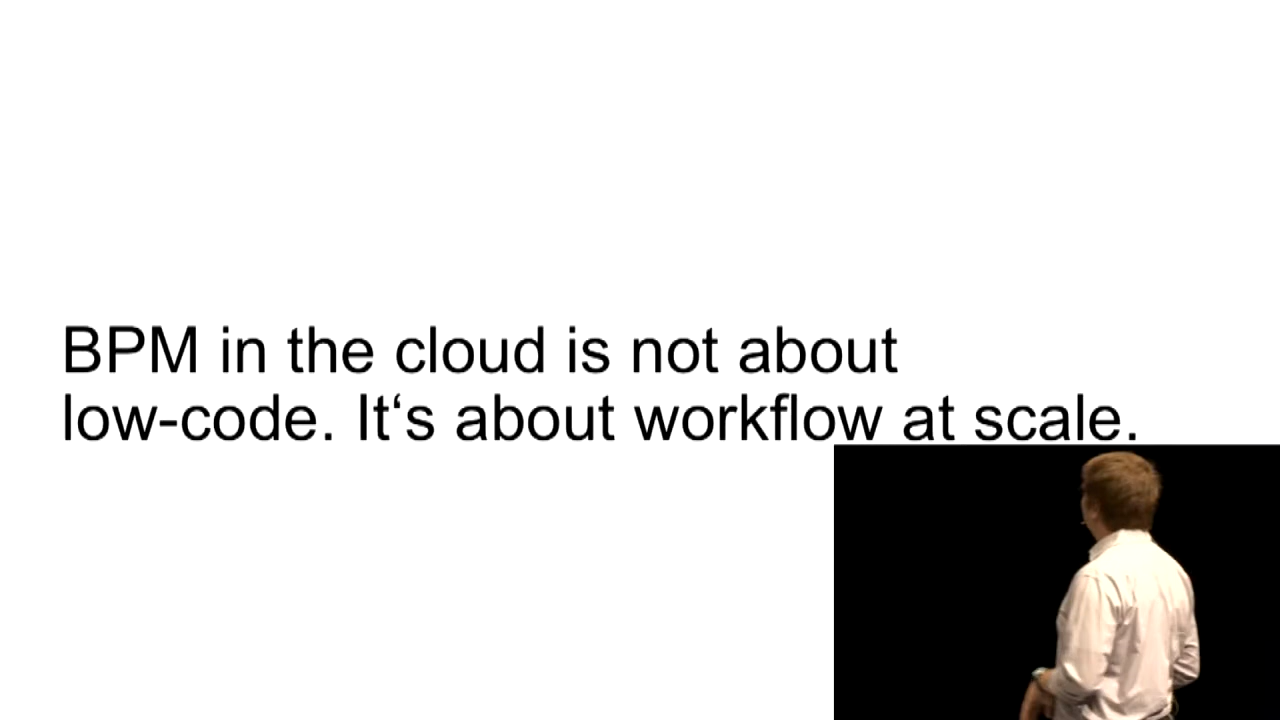 BPM in the cloud is not about
low-code. It‘s about workflow at scale.